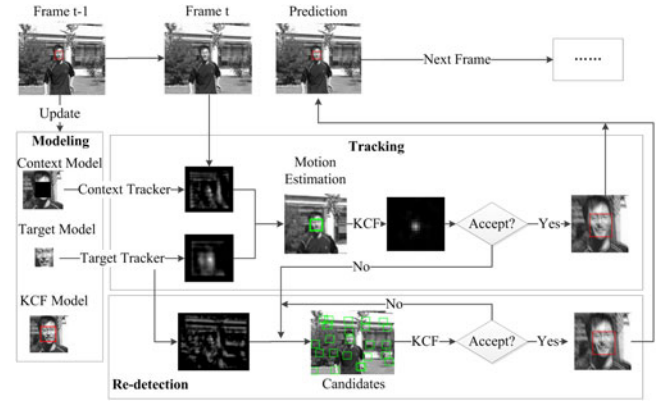 Frame t-1
Frame t
Prediction
Next Frame
......
Update
Modeling
Tracking
Context Model
Context Tracker
Motion
Estimation
KCF
Accept?
Yes
Target Model
Target Tracker
No
KCF Model
No
KCF
Accept?
Yes
Re-detection
Candidates